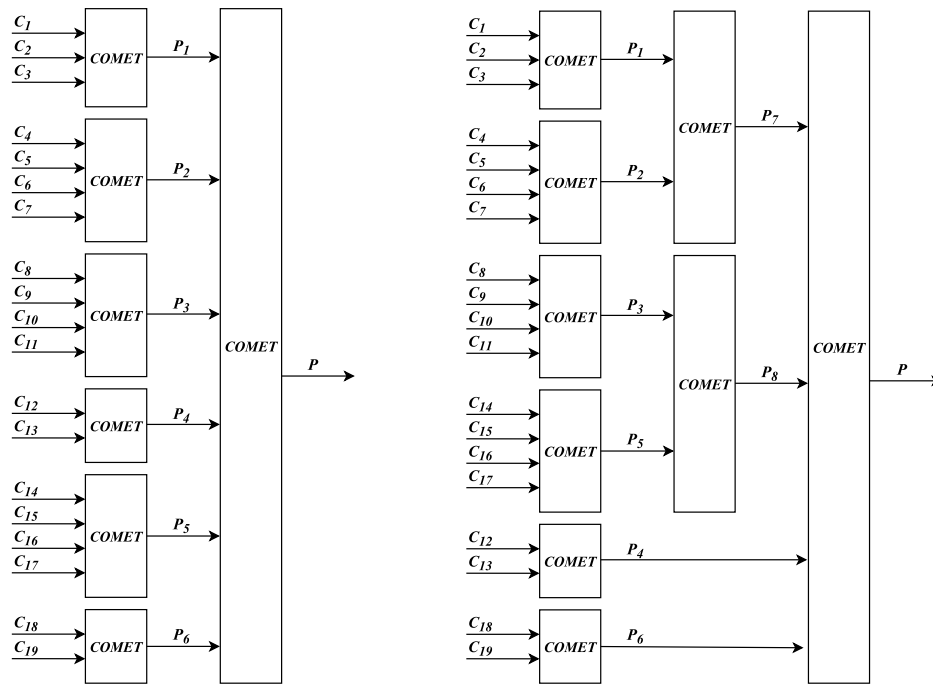 C1
C2
C3
COMET
P1
C4
C5
C6
C7
COMET
P2
C8
C9
C10
C11
COMET
P3
C12
C13
COMET
P4
C14
C15
C16
C17
COMET
P5
C18
C19
COMET
P6
COMET
P
C1
C2
C3
COMET
P1
C4
C5
C6
C7
COMET
P2
COMET
P7
C8
C9
C10
C11
COMET
P3
C14
C15
C16
C17
COMET
P5
COMET
P8
C12
C13
COMET
P4
C18
C19
COMET
P6
COMET
P